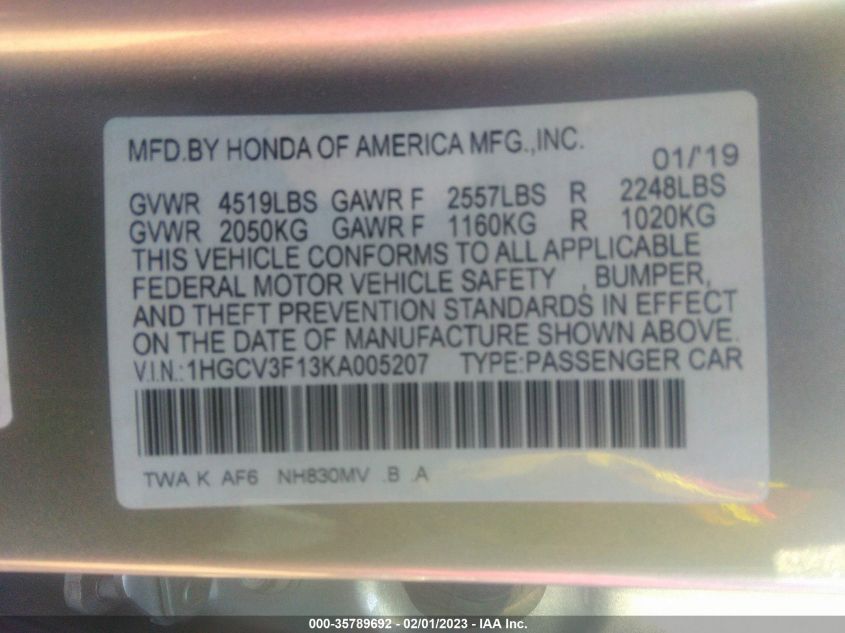 MFD.BY HONDA OF AMERICA MFG.,INC. 01/'19
GVWR 4519LBS GAWR F 2557LBS R 2248LBS
GVWR 2050KG GAWR F 1160KG R 1020KG
THIS VEHICLE CONFORMS TO ALL APPLICABLE
FEDERAL MOTOR VEHICLE SAFETY , BUMPER,
AND THEFT PREVENTION STANDARDS IN EFFECT
ON THE DATE OF MANUFACTURE SHOWN ABOVE.
V.I.N.:1HGCV3F13KA005207 TYPE:PASSENGER CAR
TWA K AF6 NH830MV .B .A
000-35789692 - 02/01/2023 - IAA Inc.